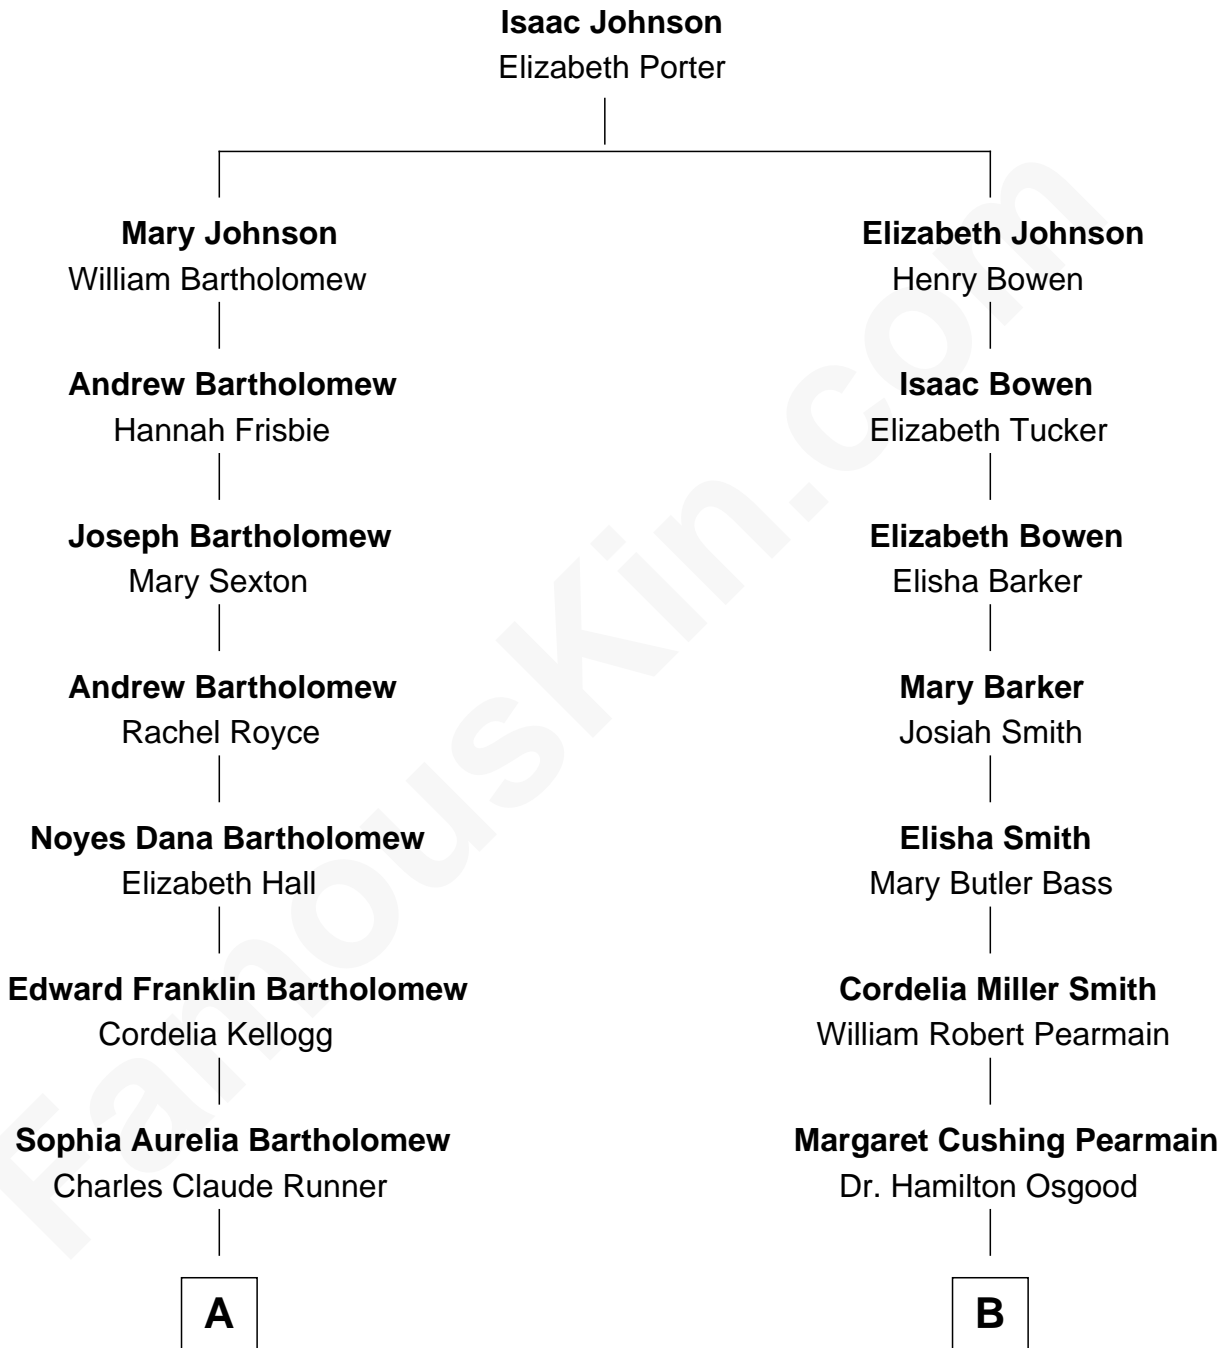 Isaac Johnson
Elizabeth Porter
Mary Johnson
William Bartholomew
Elizabeth Johnson
Henry Bowen
Andrew Bartholomew
Hannah Frisbie
Isaac Bowen
Elizabeth Tucker
Joseph Bartholomew
Mary Sexton
Elizabeth Bowen
Elisha Barker
Andrew Bartholomew
Rachel Royce
Mary Barker
Josiah Smith
Noyes Dana Bartholomew
Elizabeth Hall
Elisha Smith
Mary Butler Bass
Edward Franklin Bartholomew
Cordelia Kellogg
Cordelia Miller Smith
William Robert Pearmain
Sophia Aurelia Bartholomew
Charles Claude Runner
Margaret Cushing Pearmain
Dr. Hamilton Osgood
A
B
FamousKin.com